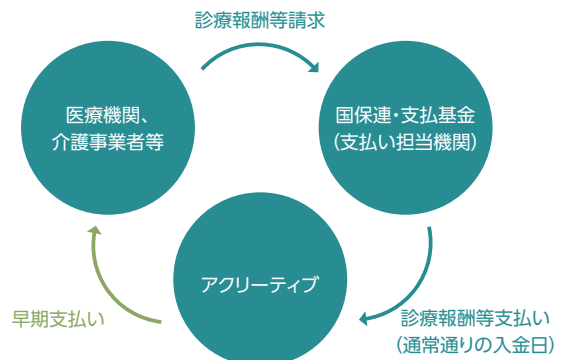 診療報酬等請求
医療機関、
介護事業者等
国保連・支払基金
(支払い担当機関)
アクリーティブ
早期支払い
診療報酬等支払い
(通常通りの入金日)